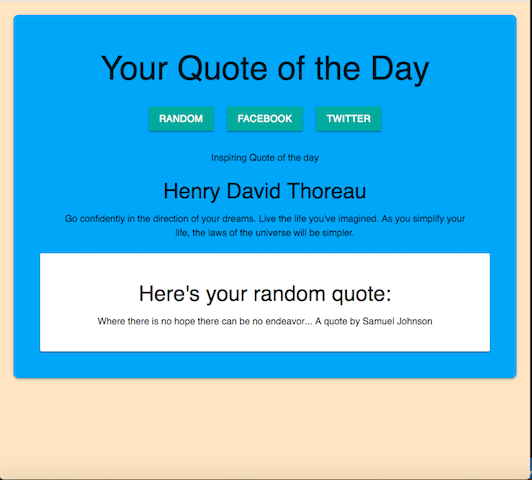 Your Quote of the Day
RANDOM FACEBOOK TWITTER
Inspiring Quote of the day
Henry David Thoreau
Go confidently in the direction of your dreams. Live the life you've imagined. As you simplify your
life, the laws of the universe will be simpler.
Here's your random quote:
Where there is no hope there can be no endeavor... A quote by Samuel Johnson